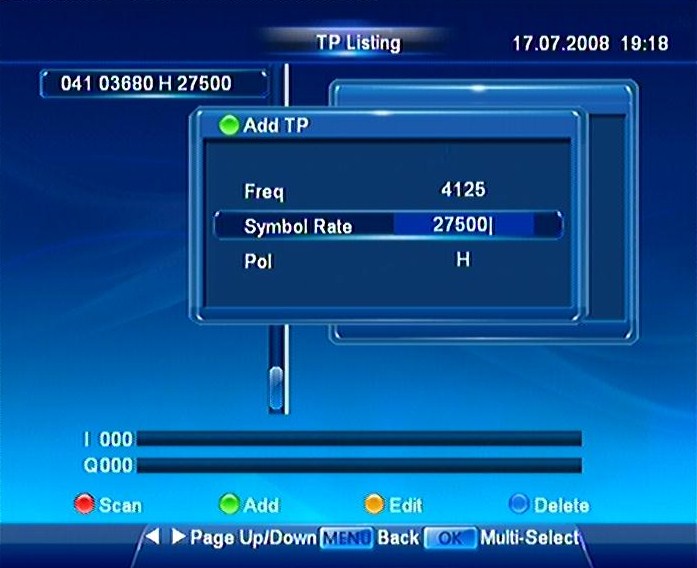 TP Listing 17.07.2008 19:18
041 03680 H 27500
Add TP
Freq 4125
Symbol Rate 27500
Pol H
I 000
Q000
Scan Add Edit Delete
Page Up/Down MENU Back OK Multi-Select